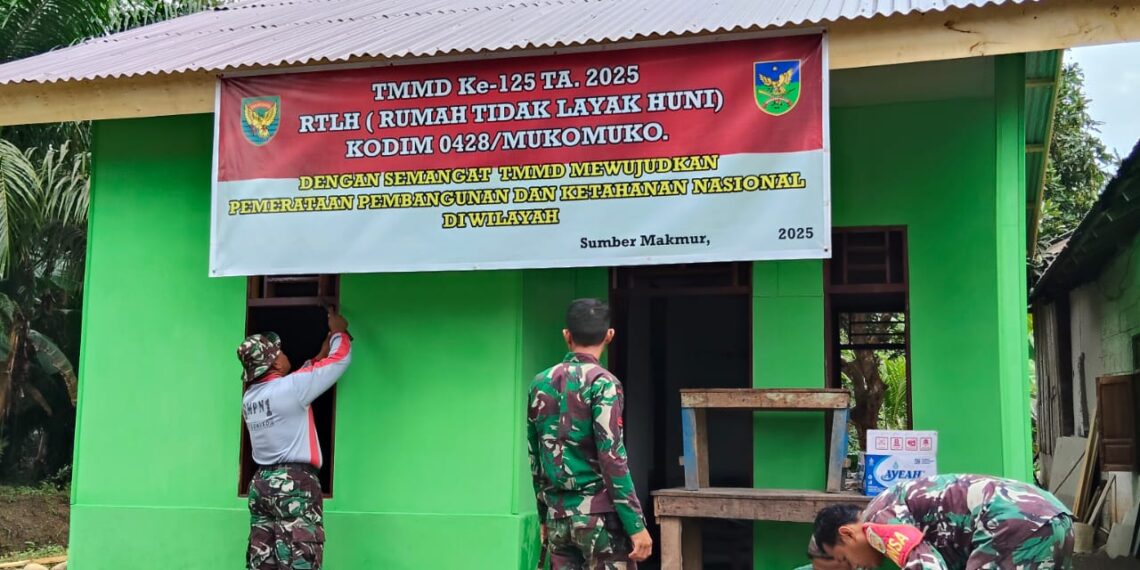 TMMD Ke-125 TA. 2025
RTLH ( RUMAH TIDAK LAYAK HUNI)
KODIM 0428/MUKOMUKO.
DENGAN SEMANGAT TMMD MEWUJUDKAN
PEMERATAAN PEMBANGUNAN DAN KETAHANAN NASIONAL
DI WILAYAH
Sumber Makmur, 2025
AYEAH